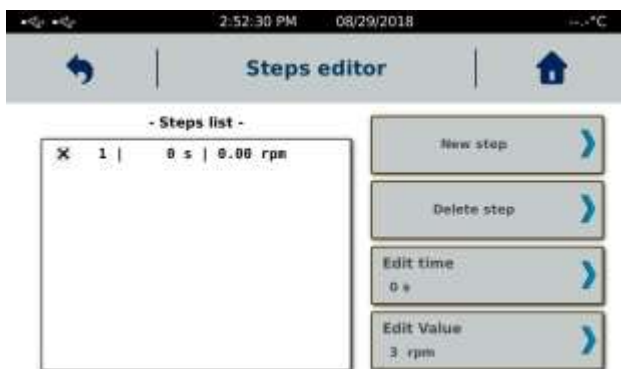 2:52:30 PM 08/29/2018 --.-°C
Steps editor
- Steps list -
1 | 0 s | 0.00 rpm
New step
Delete step
Edit time
0 s
Edit Value
3 rpm